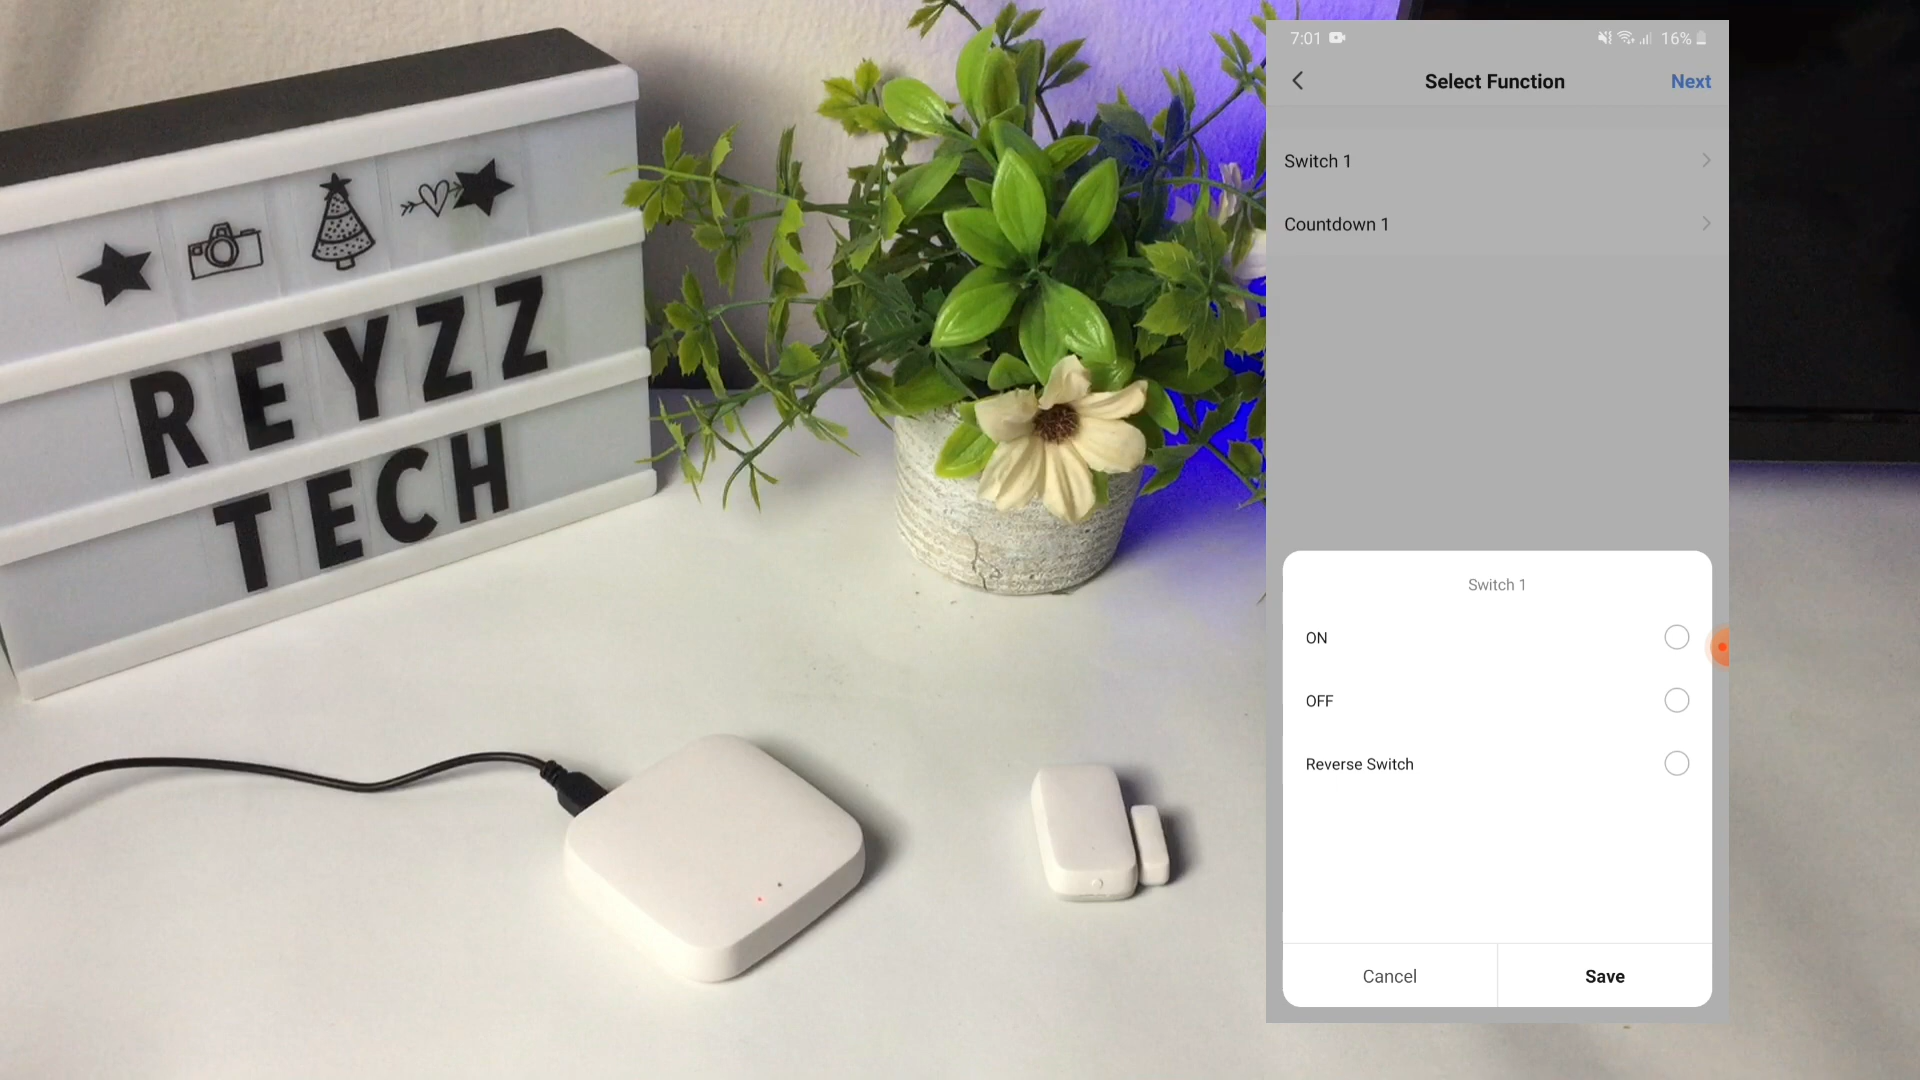 REYZZ
TECH
7:01
16%
Select Function
Next
Switch 1
Countdown 1
Switch 1
ON
OFF
Reverse Switch
Cancel
Save